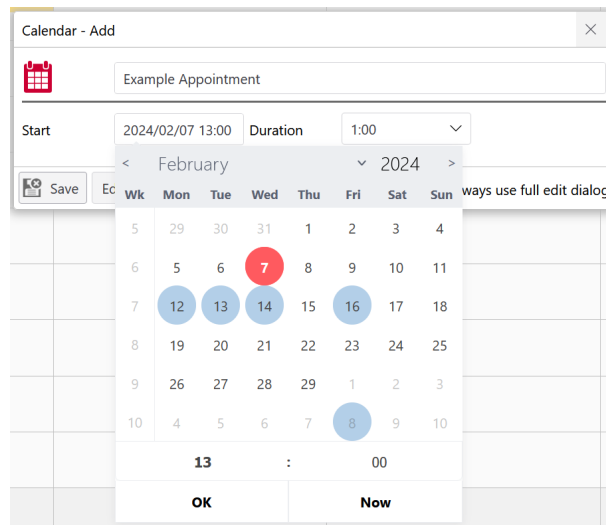 Calendar - Add ×
Example Appointment
Start 2024/02/07 13:00 Duration 1:00
< February 2024 >
Save Ed ways use full edit dialog
Wk Mon Tue Wed Thu Fri Sat Sun
5 29 30 31 1 2 3 4
6 5 6 7 8 9 10 11
7 12 13 14 15 16 17 18
8 19 20 21 22 23 24 25
9 26 27 28 29 1 2 3
10 4 5 6 7 8 9 10
13 : 00
OK Now